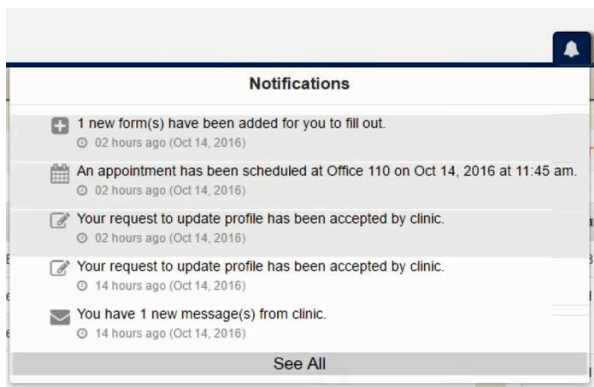 Notifications
1 new form(s) have been added for you to fill out.
02 hours ago (Oct 14, 2016)
An appointment has been scheduled at Office 110 on Oct 14, 2016 at 11:45 am.
02 hours ago (Oct 14, 2016)
Your request to update profile has been accepted by clinic.
02 hours ago (Oct 14, 2016)
Your request to update profile has been accepted by clinic.
14 hours ago (Oct 14, 2016)
You have 1 new message(s) from clinic.
14 hours ago (Oct 14, 2016)
See All